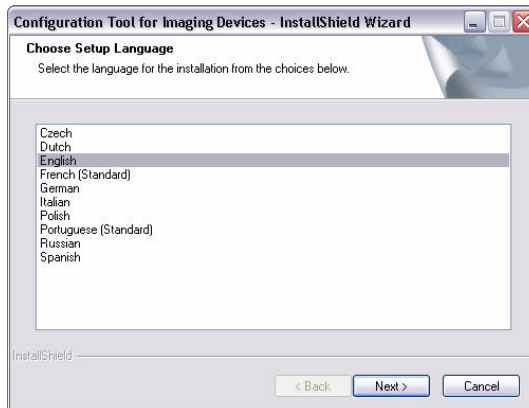 Configuration Tool for Imaging Devices - InstallShield Wizard
Choose Setup Language
Select the language for the installation from the choices below.
Czech
Dutch
English
French (Standard)
German
Italian
Polish
Portuguese (Standard)
Russian
Spanish
InstallShield
< Back Next > Cancel